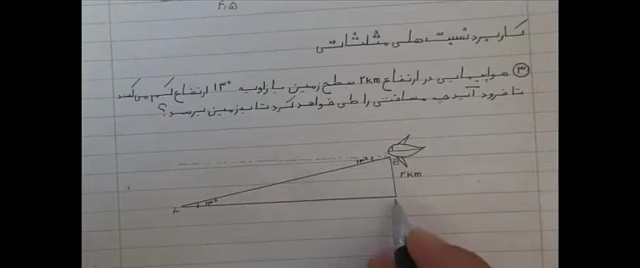 ۴,۵
کاربرد نسبت های مثلثاتی
۳ هواپیمایی در ارتفاع ۲km سطح زمین با زاویه ۱۳° ارتفاع کم می‌کند
تا فرود آید چه مسافتی را طی خواهد کرد تا به زمین برسد؟
۱۳° B
۲km
A ۱۳°